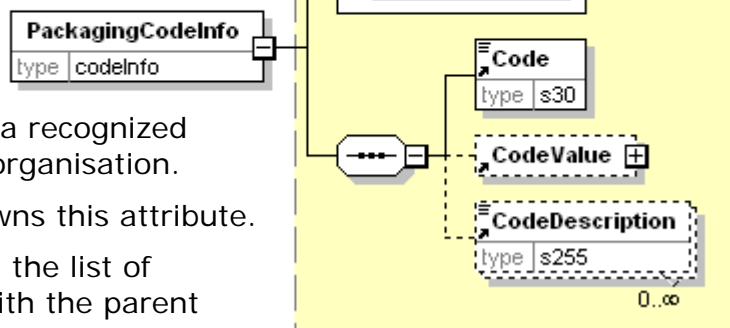 PackagingCodeInfo
type codeInfo
a recognized
organisation.
wns this attribute.
the list of
ith the parent
Code
type s30
CodeValue
CodeDescription
type s255
0..∞